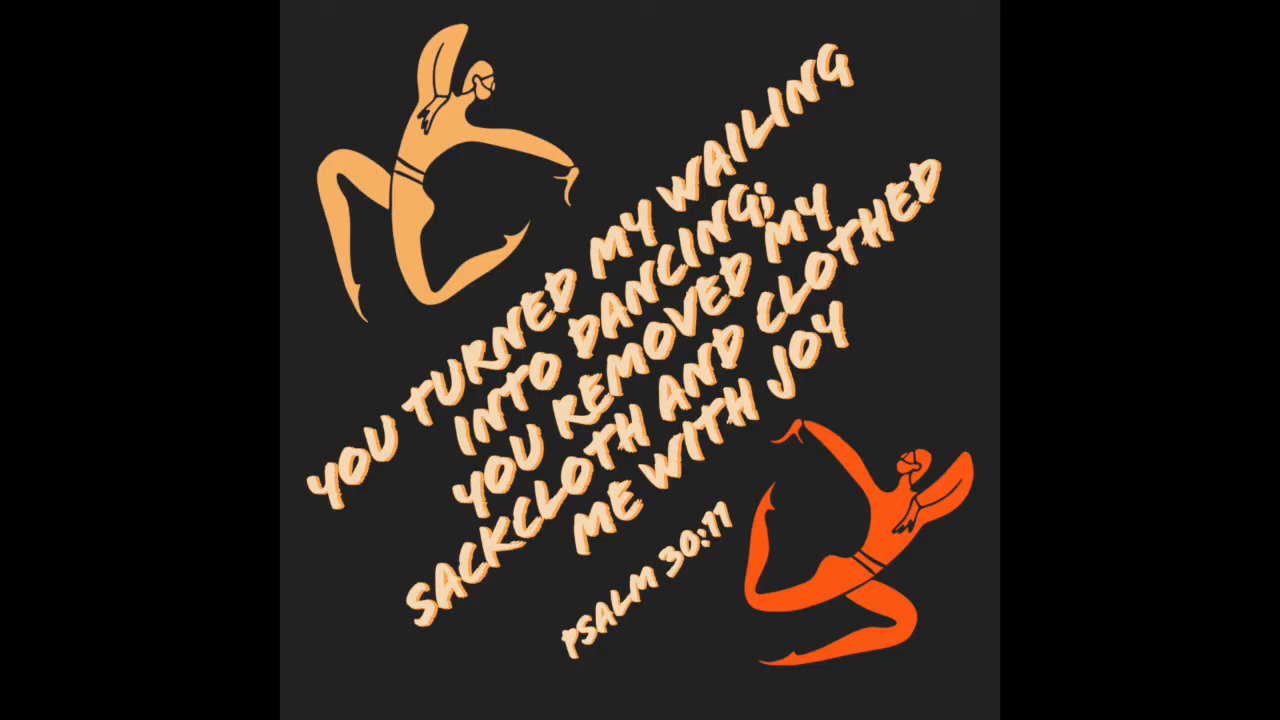 YOU TURNED MY WAILING
INTO DANCING;
YOU REMOVED MY
SACKCLOTH AND CLOTHED
ME WITH JOY
PSALM 30:11